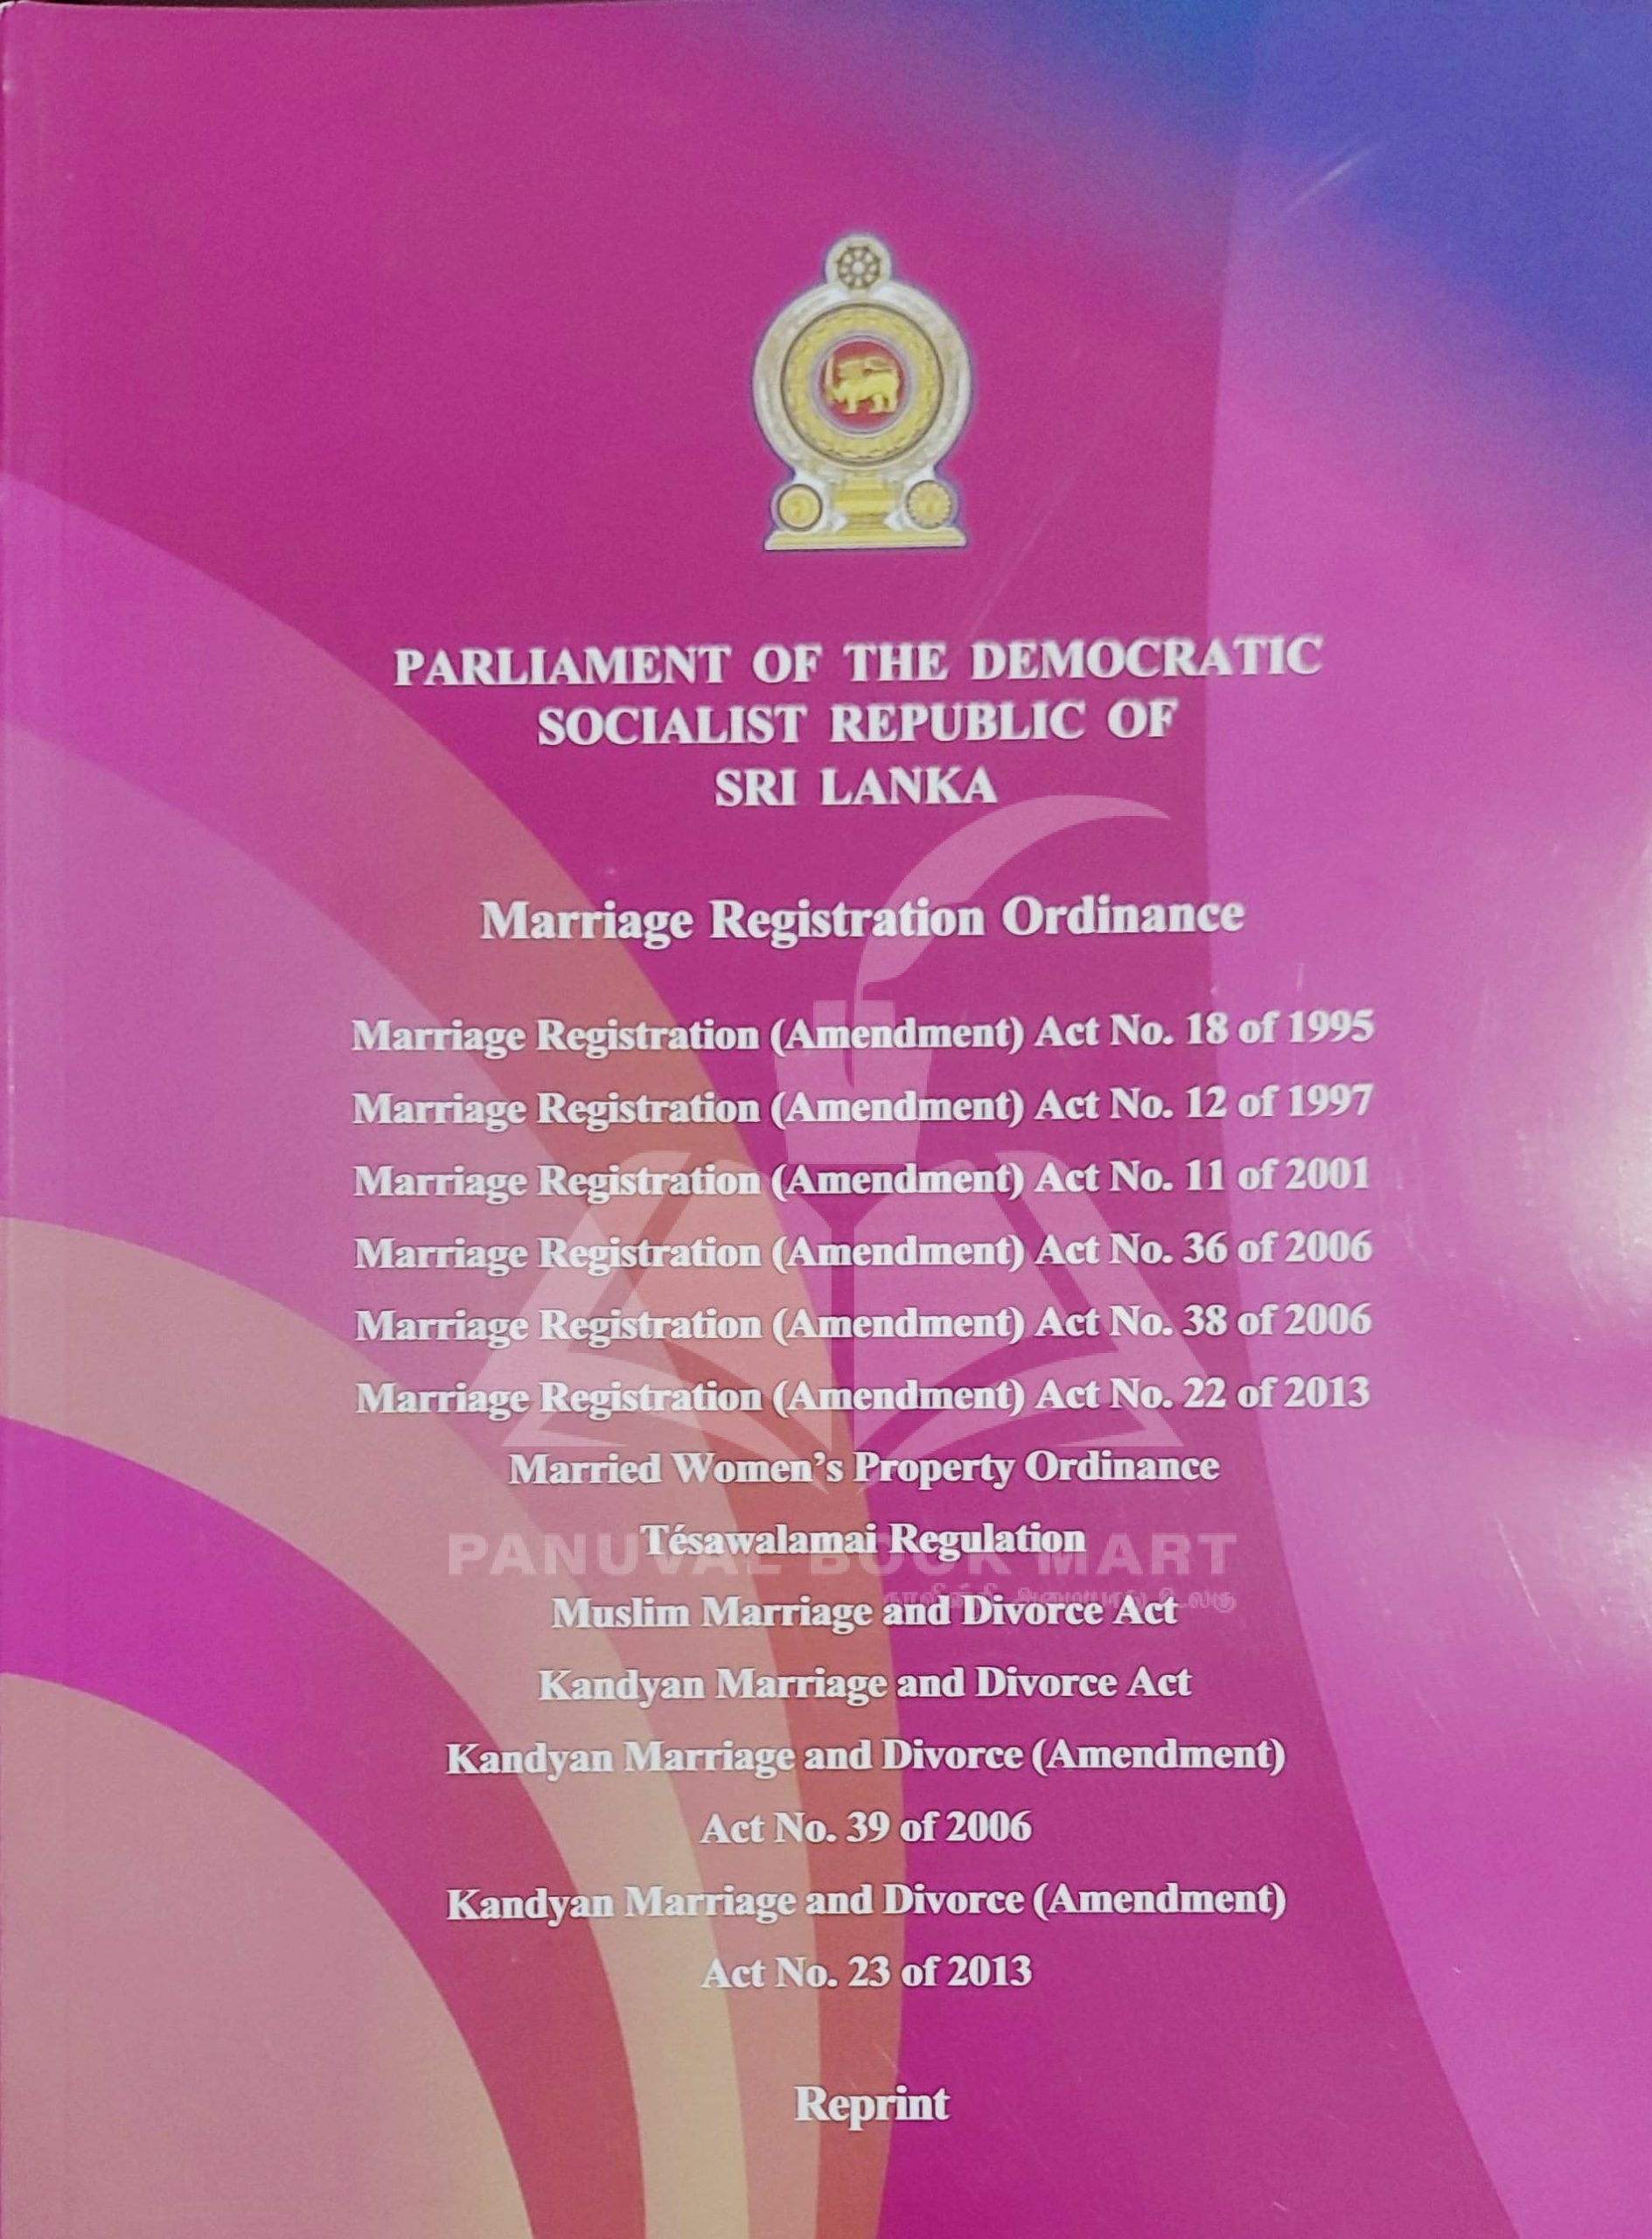 PARLIAMENT OF THE DEMOCRATIC
SOCIALIST REPUBLIC OF
SRI LANKA
Marriage Registration Ordinance
Marriage Registration (Amendment) Act No. 18 of 1995
Marriage Registration (Amendment) Act No. 12 of 1997
Marriage Registration (Amendment) Act No. 11 of 2001
Marriage Registration (Amendment) Act No. 36 of 2006
Marriage Registration (Amendment) Act No. 38 of 2006
Marriage Registration (Amendment) Act No. 22 of 2013
Married Women's Property Ordinance
Tésawalamai Regulation
PANUVAL BOOK MART
Muslim Marriage and Divorce Act
Kandyan Marriage and Divorce Act
Kandyan Marriage and Divorce (Amendment)
Act No. 39 of 2006
Kandyan Marriage and Divorce (Amendment)
Act No. 23 of 2013
Reprint